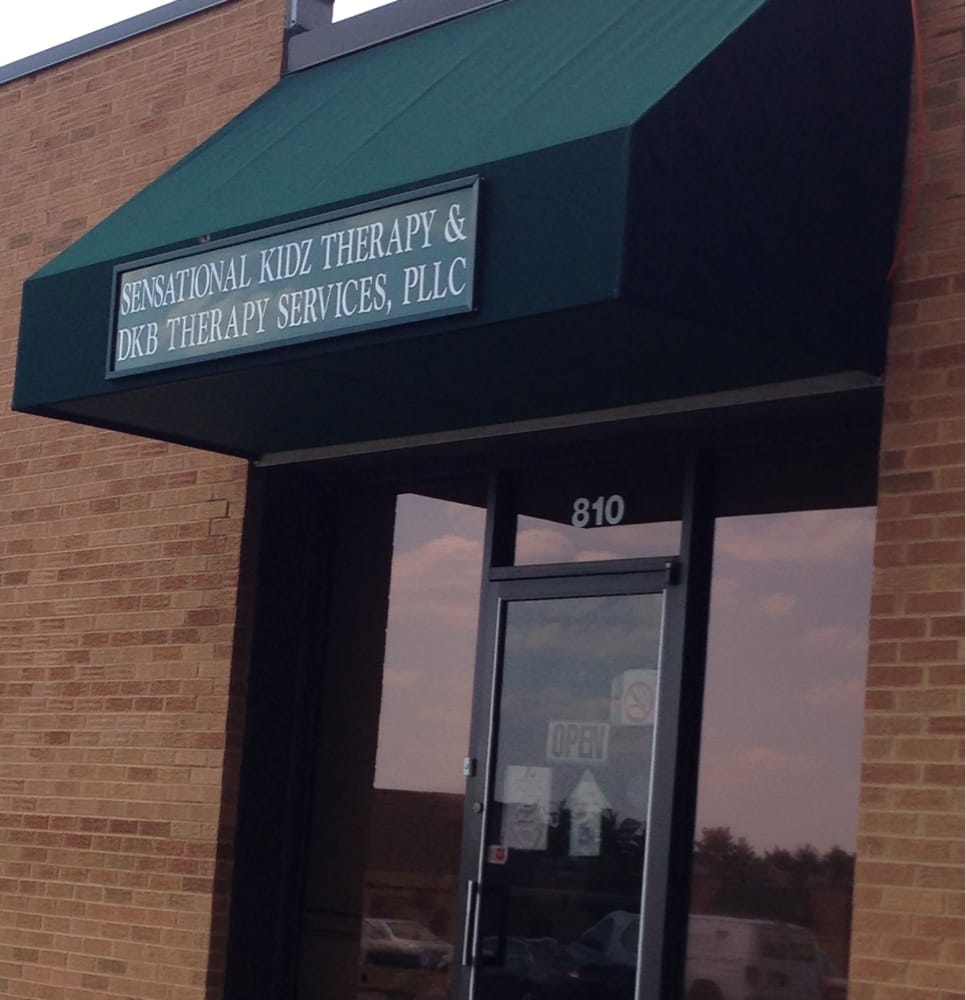 SENSATIONAL KIDZ THERAPY &
DKB THERAPY SERVICES, PLLC
810
OPEN